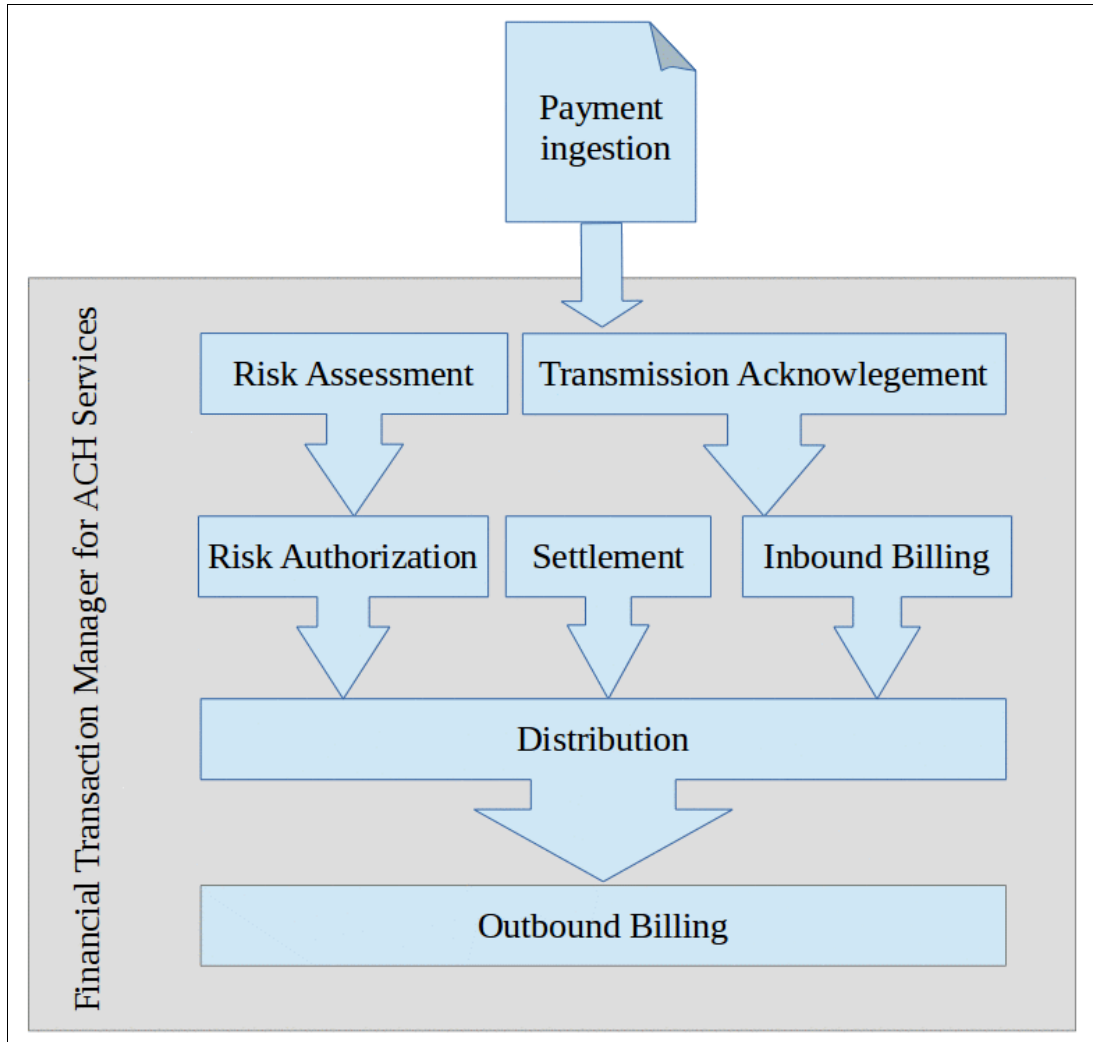 Payment
ingestion
Financial Transaction Manager for ACH Services
Risk Assessment
Transmission Acknowlegement
Risk Authorization
Settlement
Inbound Billing
Distribution
Outbound Billing